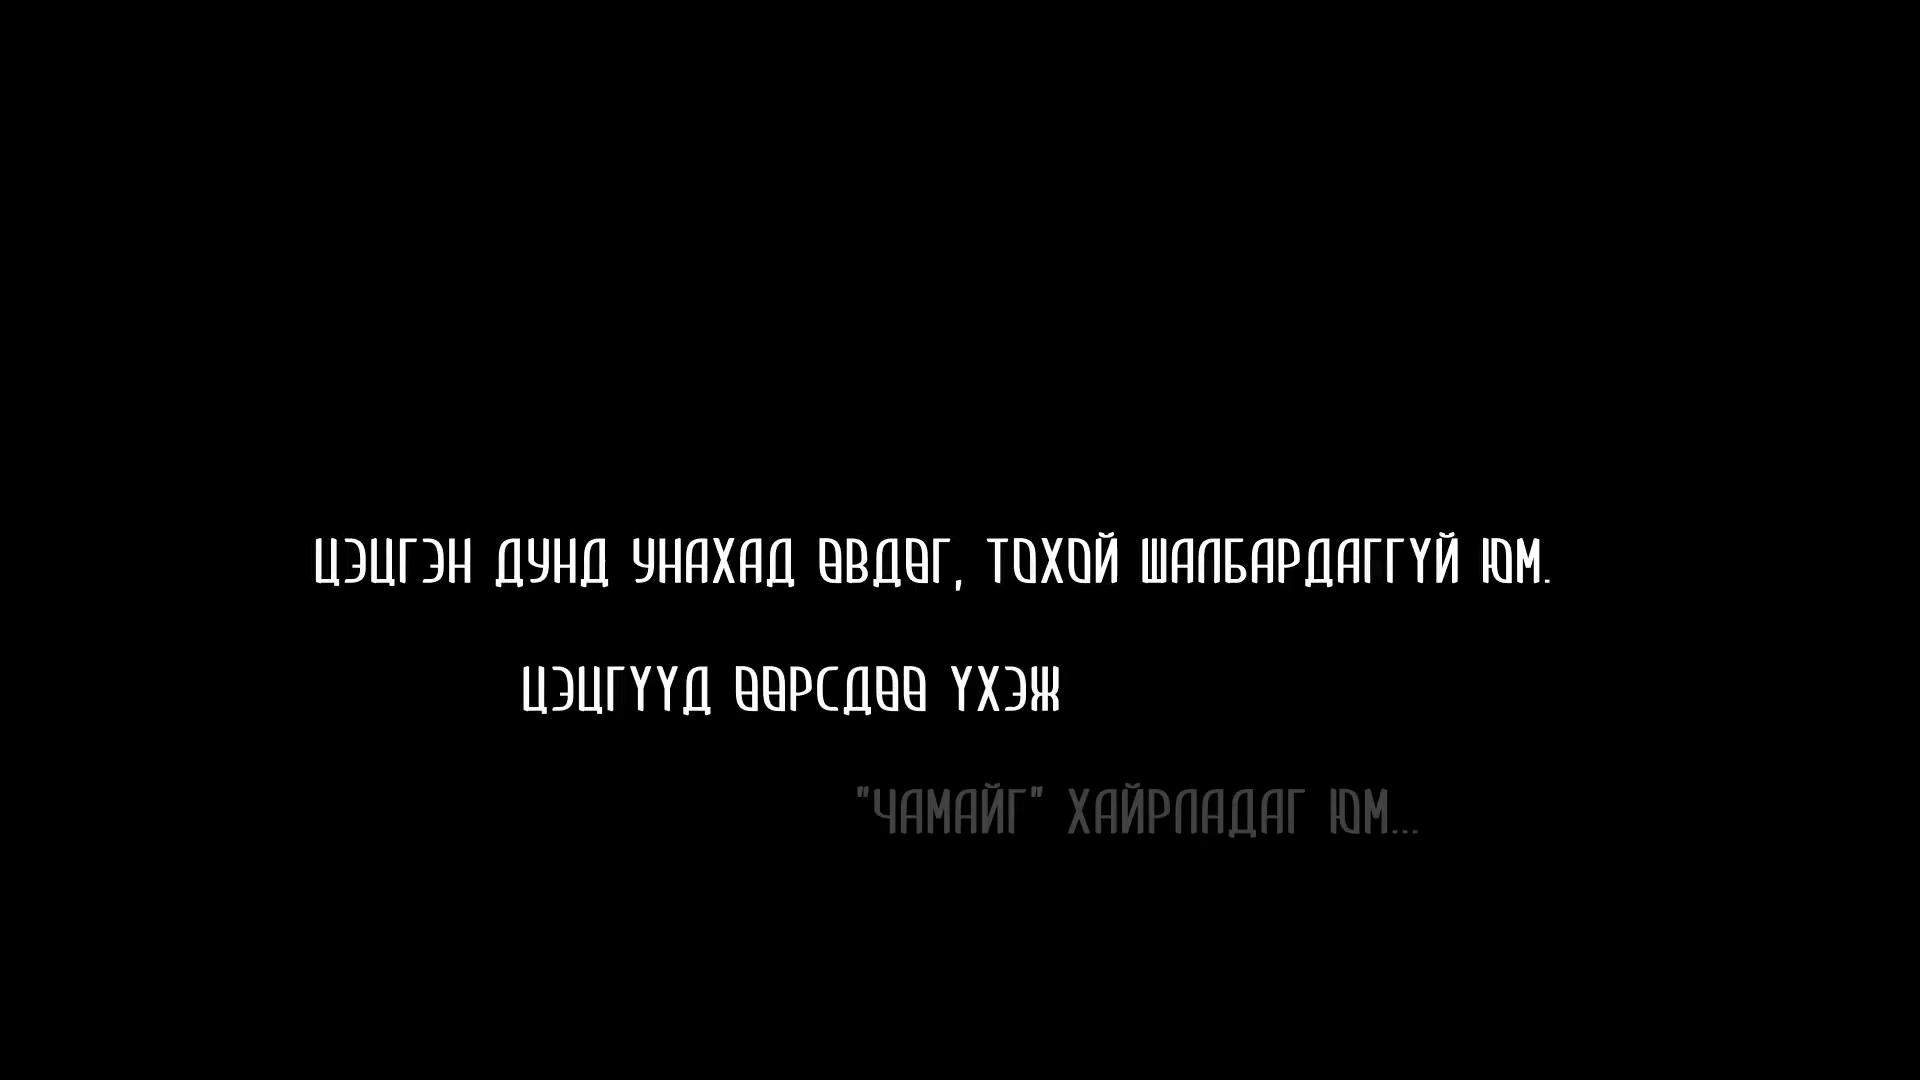 ЦЭЦГЭН ДУНД УНАХАД ӨВДӨГ, ТОХОЙ ШАЛБАРДАГГҮЙ ЮМ.
ЦЭЦГҮҮД ӨӨРСДӨӨ ҮХЭЖ
"ЧАМАЙГ" ХАЙРЛАДАГ ЮМ...